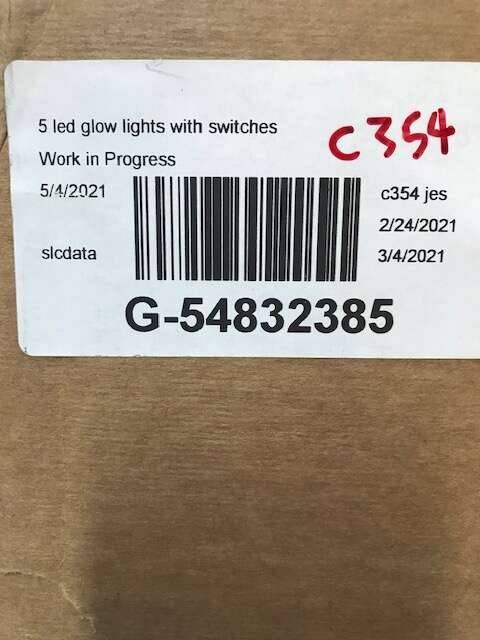 5 led glow lights with switches
C354
Work in Progress
5/4/2021
c354 jes
2/24/2021
slcdata
3/4/2021
G-54832385